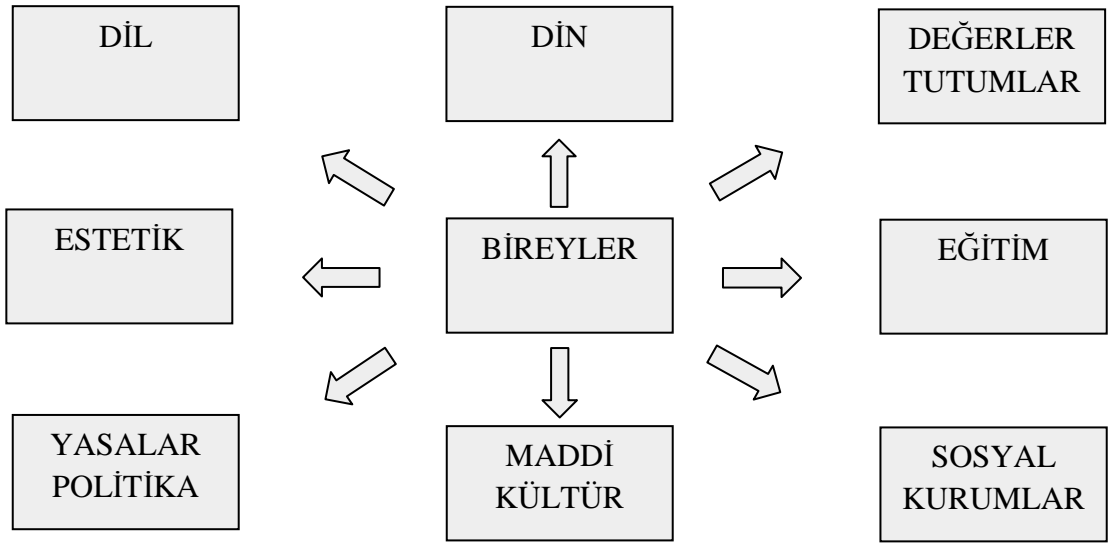 DİL
DİN
DEĞERLER
TUTUMLAR
ESTETİK
BİREYLER
EĞİTİM
YASALAR
POLİTİKA
MADDİ
KÜLTÜR
SOSYAL
KURUMLAR